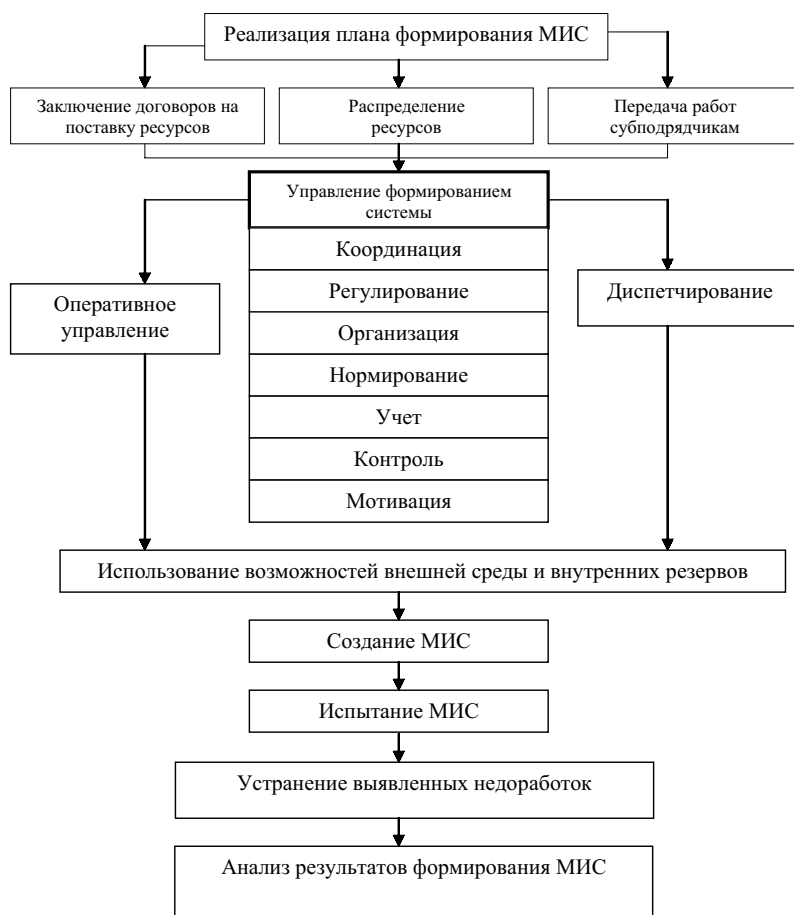 Реализация плана формирования МИС
Заключение договоров на
поставку ресурсов
Распределение
ресурсов
Передача работ
субподрядчикам
Управление формированием
системы
Координация
Регулирование
Организация
Нормирование
Учет
Контроль
Мотивация
Оперативное
управление
Диспетчирование
Использование возможностей внешней среды и внутренних резервов
Создание МИС
Испытание МИС
Устранение выявленных недоработок
Анализ результатов формирования МИС